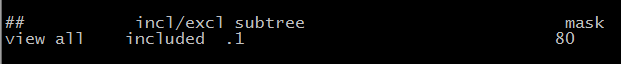 ## incl/excl subtree mask
view all included .1 80